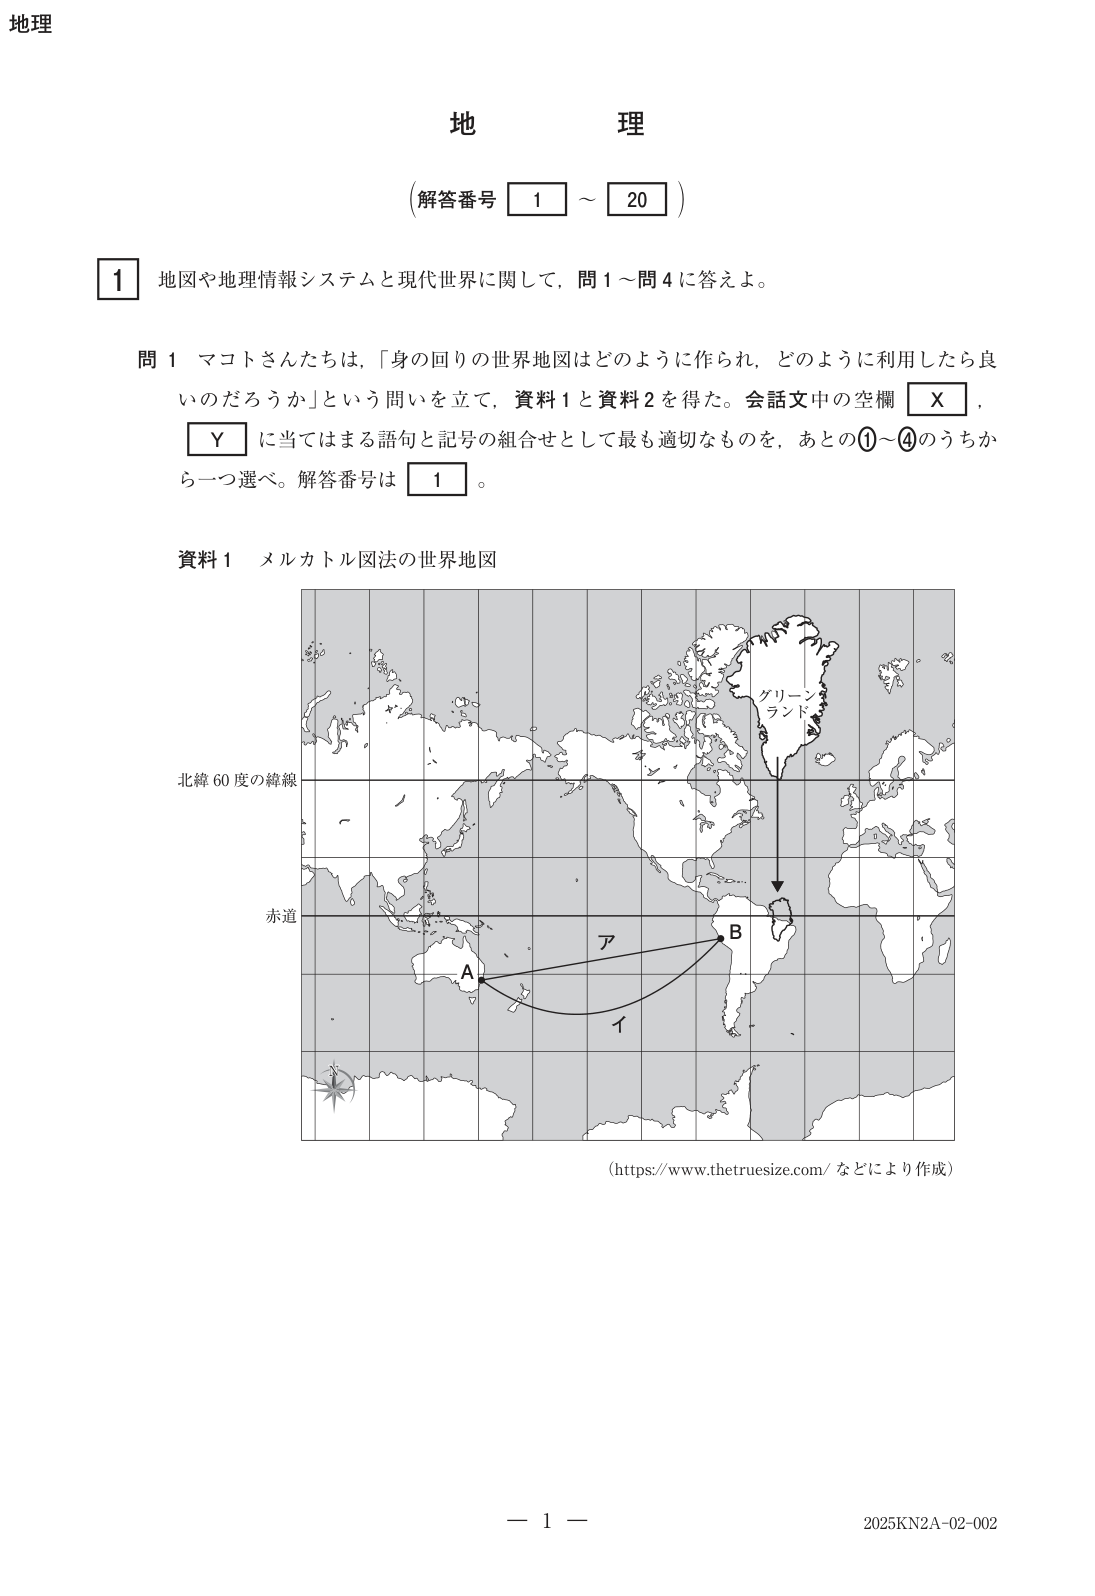 地理
地 理
(解答番号 1 ～ 20 )
1 地図や地理情報システムと現代世界に関して，問1～問4に答えよ。
問 1 マコトさんたちは，「身の回りの世界地図はどのように作られ，どのように利用したら良
いのだろうか」という問いを立て，資料1と資料2を得た。会話文中の空欄 X ，
Y に当てはまる語句と記号の組合せとして最も適切なものを，あとの①～④のうちか
ら一つ選べ。解答番号は 1 。
資料1 メルカトル図法の世界地図
グリーン
ランド
北緯 60 度の緯線
赤道
ア
B
A
イ
N
（https://www.thetruesize.com/ などにより作成）
— 1 —
2025KN2A-02-002